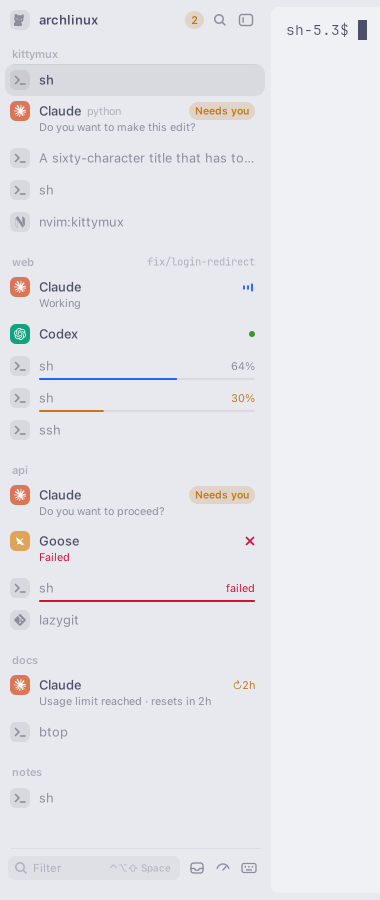 archlinux 2
sh-5.3$
kittymux
sh
Claude python Needs you
Do you want to make this edit?
A sixty-character title that has to…
sh
nvim:kittymux
web fix/login-redirect
Claude
Working
Codex
sh 64%
sh 30%
ssh
api
Claude Needs you
Do you want to proceed?
Goose
Failed
sh failed
lazygit
docs
Claude ↻2h
Usage limit reached · resets in 2h
btop
notes
sh
Filter ^⌥⇧ Space